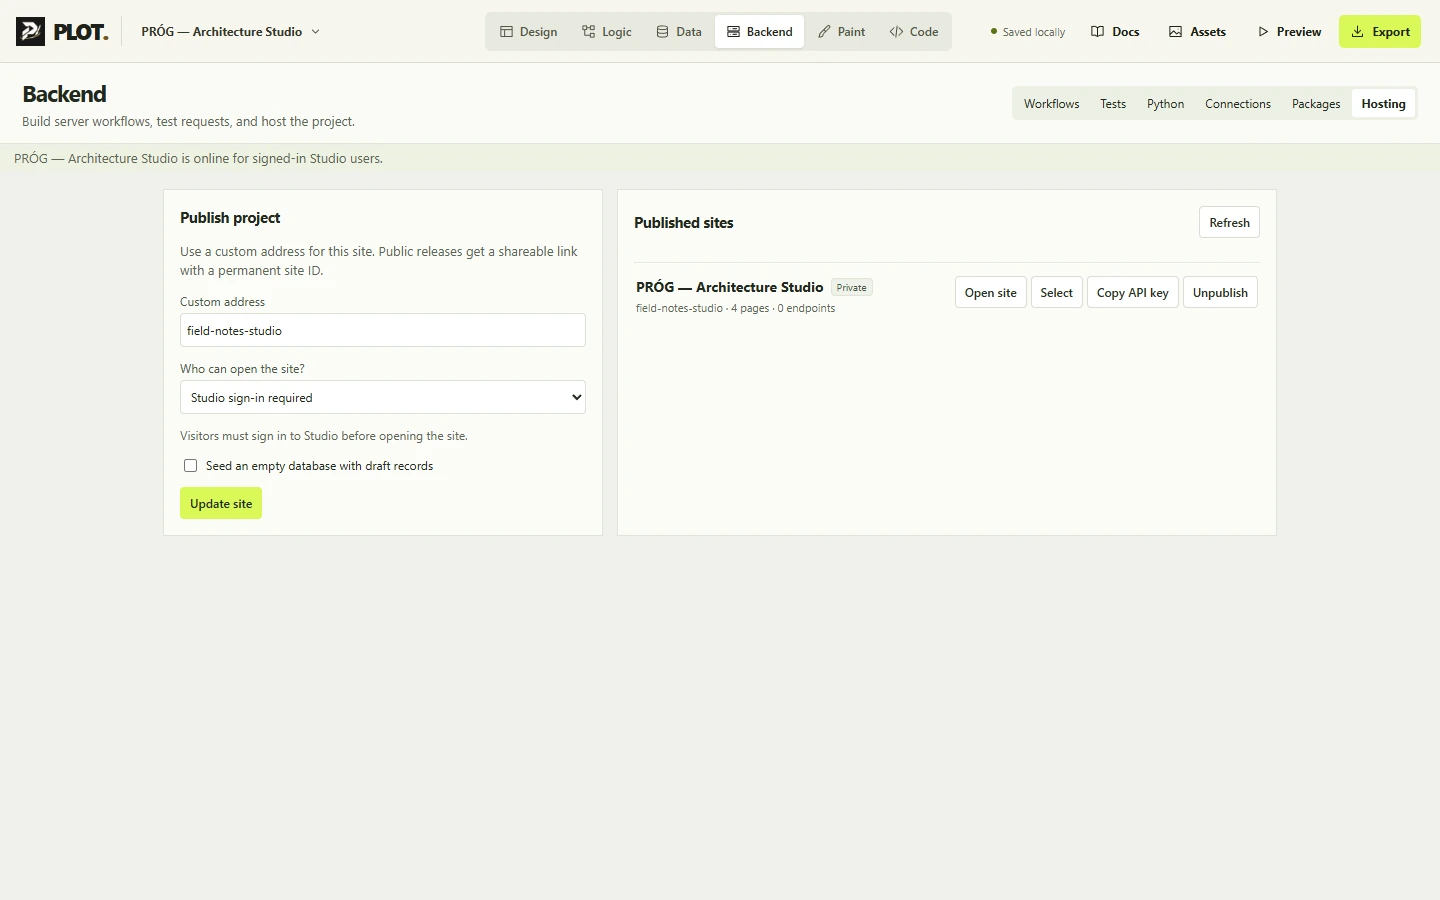 PLOT.
PRÓG — Architecture Studio
Design
Logic
Data
Backend
Paint
Code
Saved locally
Docs
Assets
Preview
Export
Backend
Build server workflows, test requests, and host the project.
Workflows
Tests
Python
Connections
Packages
Hosting
PRÓG — Architecture Studio is online for signed-in Studio users.
Publish project
Use a custom address for this site. Public releases get a shareable link
with a permanent site ID.
Custom address
field-notes-studio
Who can open the site?
Studio sign-in required
Visitors must sign in to Studio before opening the site.
Seed an empty database with draft records
Update site
Published sites
Refresh
PRÓG — Architecture Studio
Private
field-notes-studio · 4 pages · 0 endpoints
Open site
Select
Copy API key
Unpublish